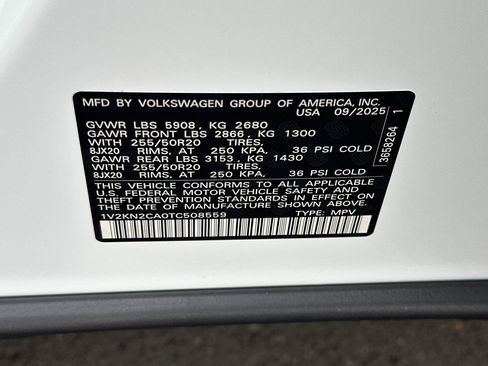 MFD BY VOLKSWAGEN GROUP OF AMERICA, INC.
USA 09/2025
GVWR LBS 5908, KG 2680
GAWR FRONT LBS 2866, KG 1300
WITH 255/50R20 TIRES,
8JX20 RIMS, AT 250 KPA, 36 PSI COLD
GAWR REAR LBS 3153, KG 1430
WITH 255/50R20 TIRES,
8JX20 RIMS, AT 250 KPA, 36 PSI COLD
THIS VEHICLE CONFORMS TO ALL APPLICABLE
U.S. FEDERAL MOTOR VEHICLE SAFETY AND
THEFT PREVENTION STANDARDS IN EFFECT ON
THE DATE OF MANUFACTURE SHOWN ABOVE.
1V2KN2CA0TC508559 TYPE: MPV
3658264 1